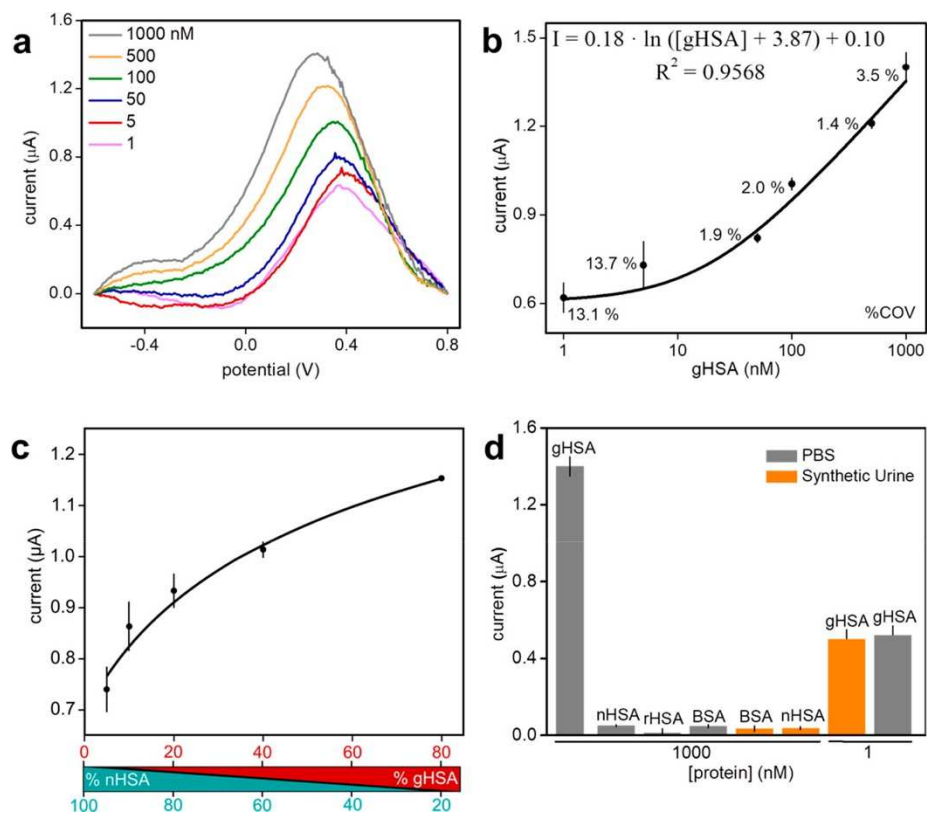 a
1000 nM
500
100
50
5
1
1.6
1.2
0.8
0.4
0.0
current (μA)
-0.4
0.0
0.4
0.8
potential (V)
b
I = 0.18 · ln ([gHSA] + 3.87) + 0.10
R² = 0.9568
1.5
1.2
0.9
0.6
current (μA)
13.1 %
13.7 %
1.9 %
2.0 %
1.4 %
3.5 %
%COV
1
10
100
1000
gHSA (nM)
c
1.2
1.1
1.0
0.9
0.8
0.7
current (μA)
0
20
40
60
80
% nHSA
% gHSA
100
80
60
40
20
d
PBS
Synthetic Urine
1.6
1.2
0.8
0.4
0.0
current (μA)
gHSA
nHSA
rHSA
BSA
BSA
nHSA
gHSA
gHSA
1000
1
[protein] (nM)